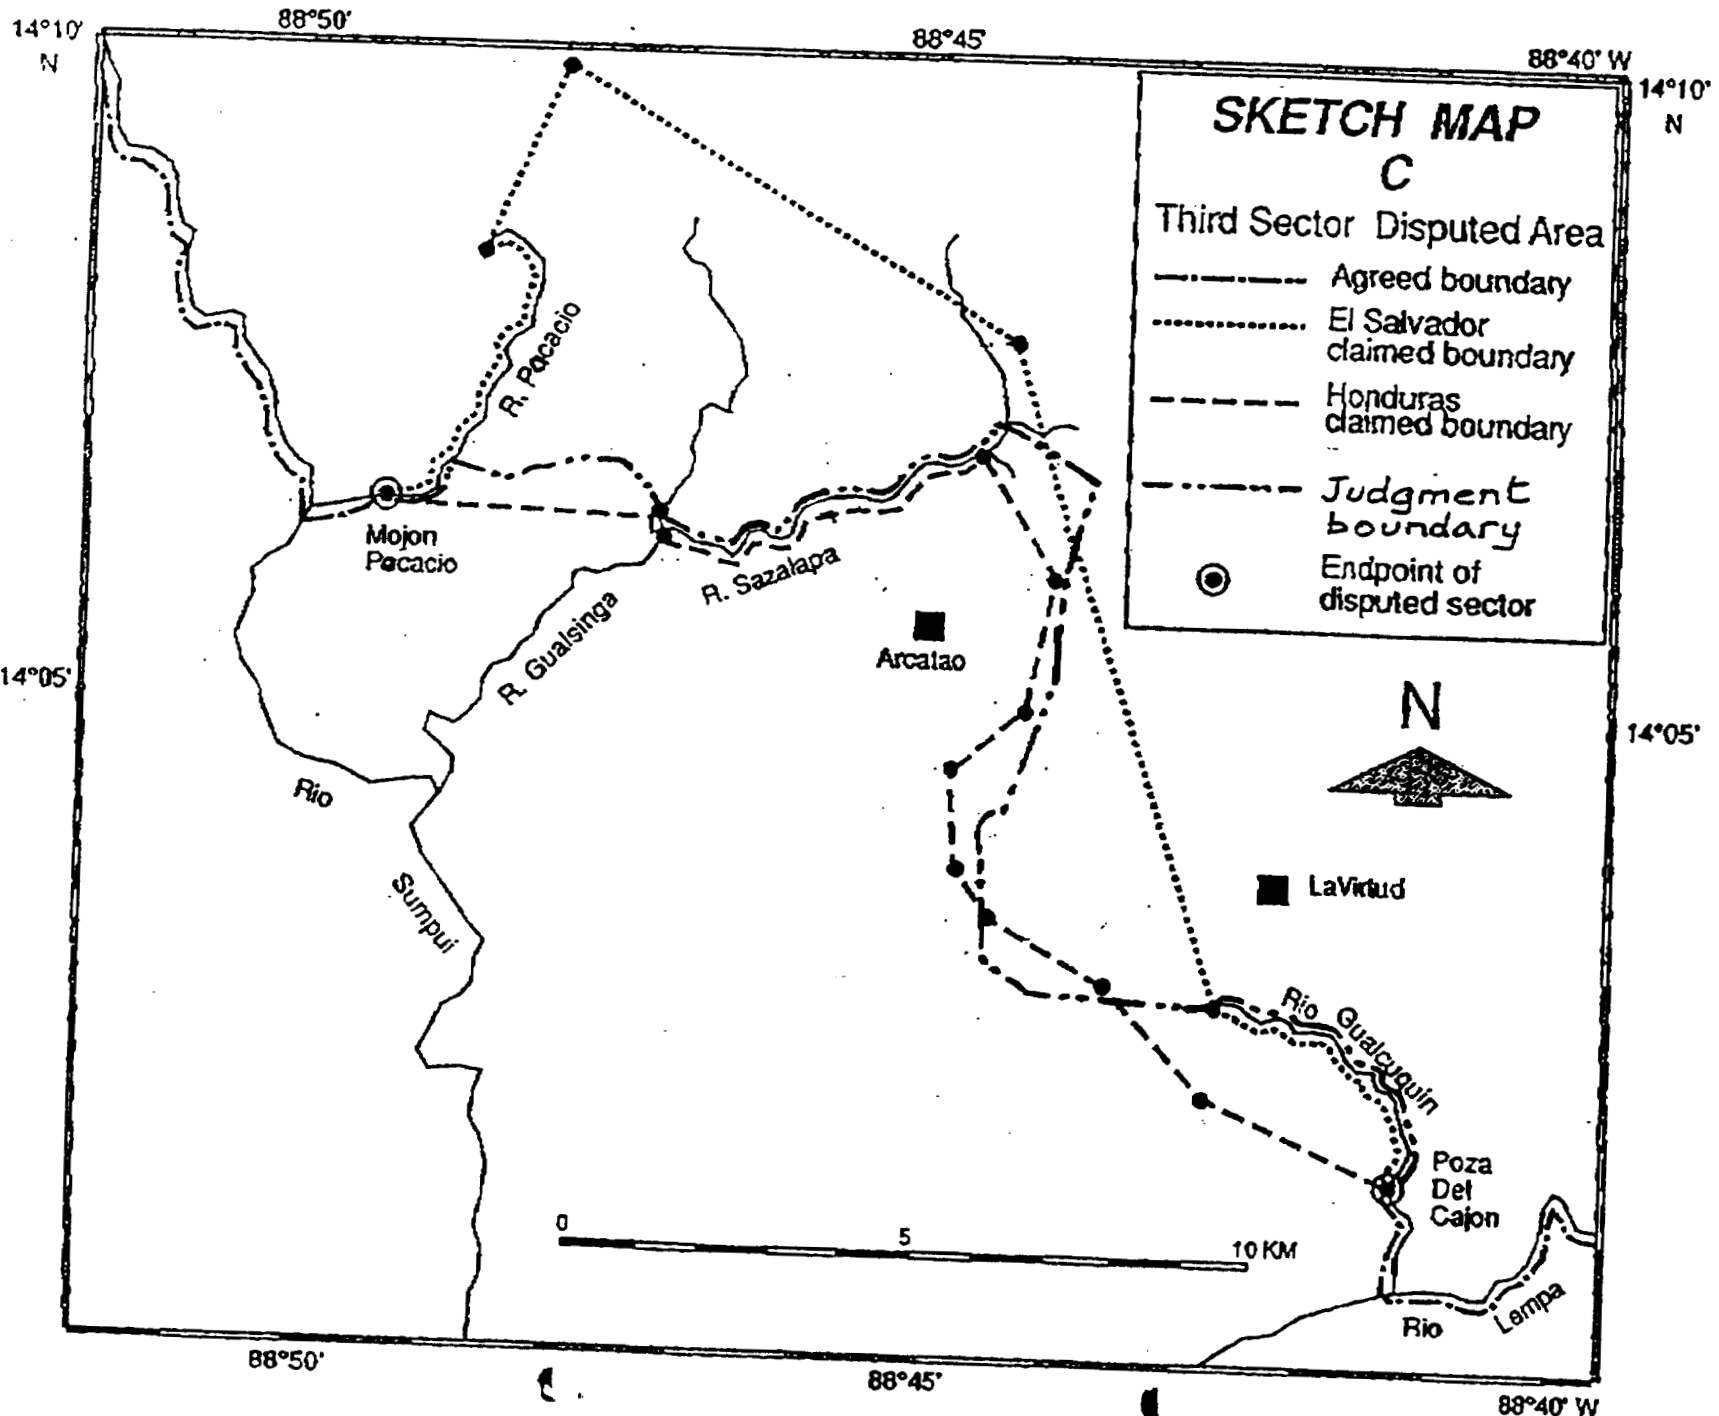 88°50'
88°45'
88°40' W
14°10'
N
14°10'
N
SKETCH MAP
C
Third Sector Disputed Area
Agreed boundary
El Salvador
claimed boundary
Honduras
claimed boundary
Judgment
boundary
Endpoint of
disputed sector
R. Pacacio
Mojon
Pacacio
R. Sazalapa
R. Gualsinga
Arcatao
14°05'
N
14°05'
Rio
Sumpul
LaVirtud
Rio Gualcuquin
Poza
Del
Cajon
0
5
10 KM
Rio
Lempa
88°50'
88°45'
88°40' W